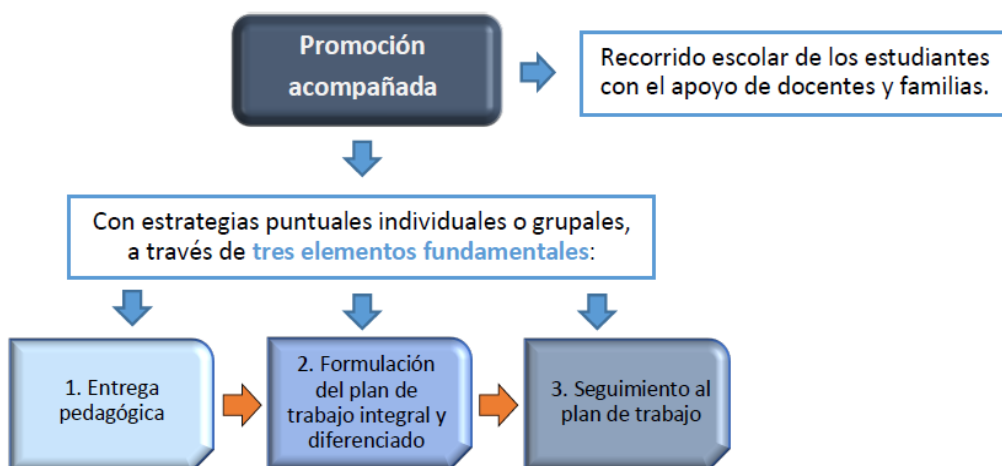 Promoción
acompañada
Recorrido escolar de los estudiantes
con el apoyo de docentes y familias.
Con estrategias puntuales individuales o grupales,
a través de tres elementos fundamentales:
1. Entrega
pedagógica
2. Formulación
del plan de
trabajo integral y
diferenciado
3. Seguimiento al
plan de trabajo